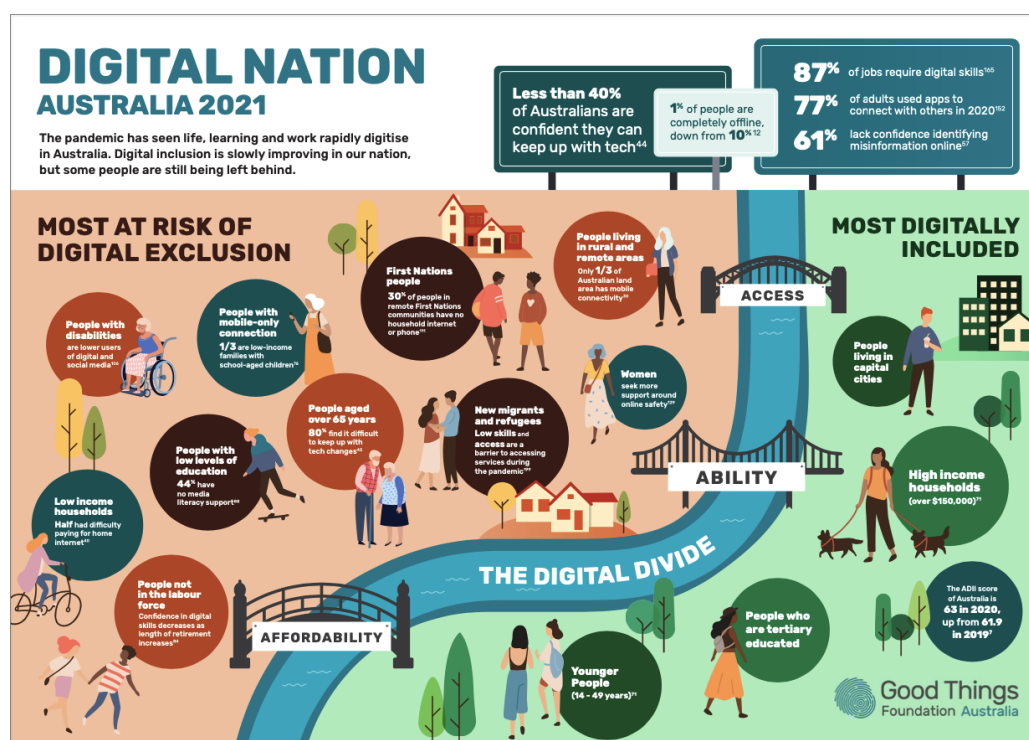 DIGITAL NATION
AUSTRALIA 2021
The pandemic has seen life, learning and work rapidly digitise
in Australia. Digital inclusion is slowly improving in our nation,
but some people are still being left behind.
Less than 40%
of Australians are
confident they can
keep up with tech44
1% of people are
completely offline,
down from 10% 12
87% of jobs require digital skills165
77% of adults used apps to
connect with others in 2020152
61% lack confidence identifying
misinformation online57
MOST AT RISK OF
DIGITAL EXCLUSION
People with
disabilities
are lower users
of digital and
social media
People with
mobile-only
connection
1/3 are low-income
families with
school-aged children
First Nations
people
30% of people in
remote First Nations
communities have no
household internet
or phone
People living
in rural and
remote areas
Only 1/3 of
Australian land
area has mobile
connectivity
Women
seek more
support around
online safety
People aged
over 65 years
80% find it difficult
to keep up with
tech changes
New migrants
and refugees
Low skills and
access are a
barrier to accessing
services during
the pandemic
People with
low levels of
education
44% have
no media
literacy support
Low income
households
Half had difficulty
paying for home
internet
People not
in the labour
force
Confidence in digital
skills decreases as
length of retirement
increases
ACCESS
ABILITY
AFFORDABILITY
THE DIGITAL DIVIDE
MOST DIGITALLY
INCLUDED
People
living in
capital
cities
High income
households
(over $150,000)71
People who
are tertiary
educated
Younger
People
(14 - 49 years)71
The ADII score
of Australia is
63 in 2020,
up from 61.9
in 20197
Good Things
Foundation Australia